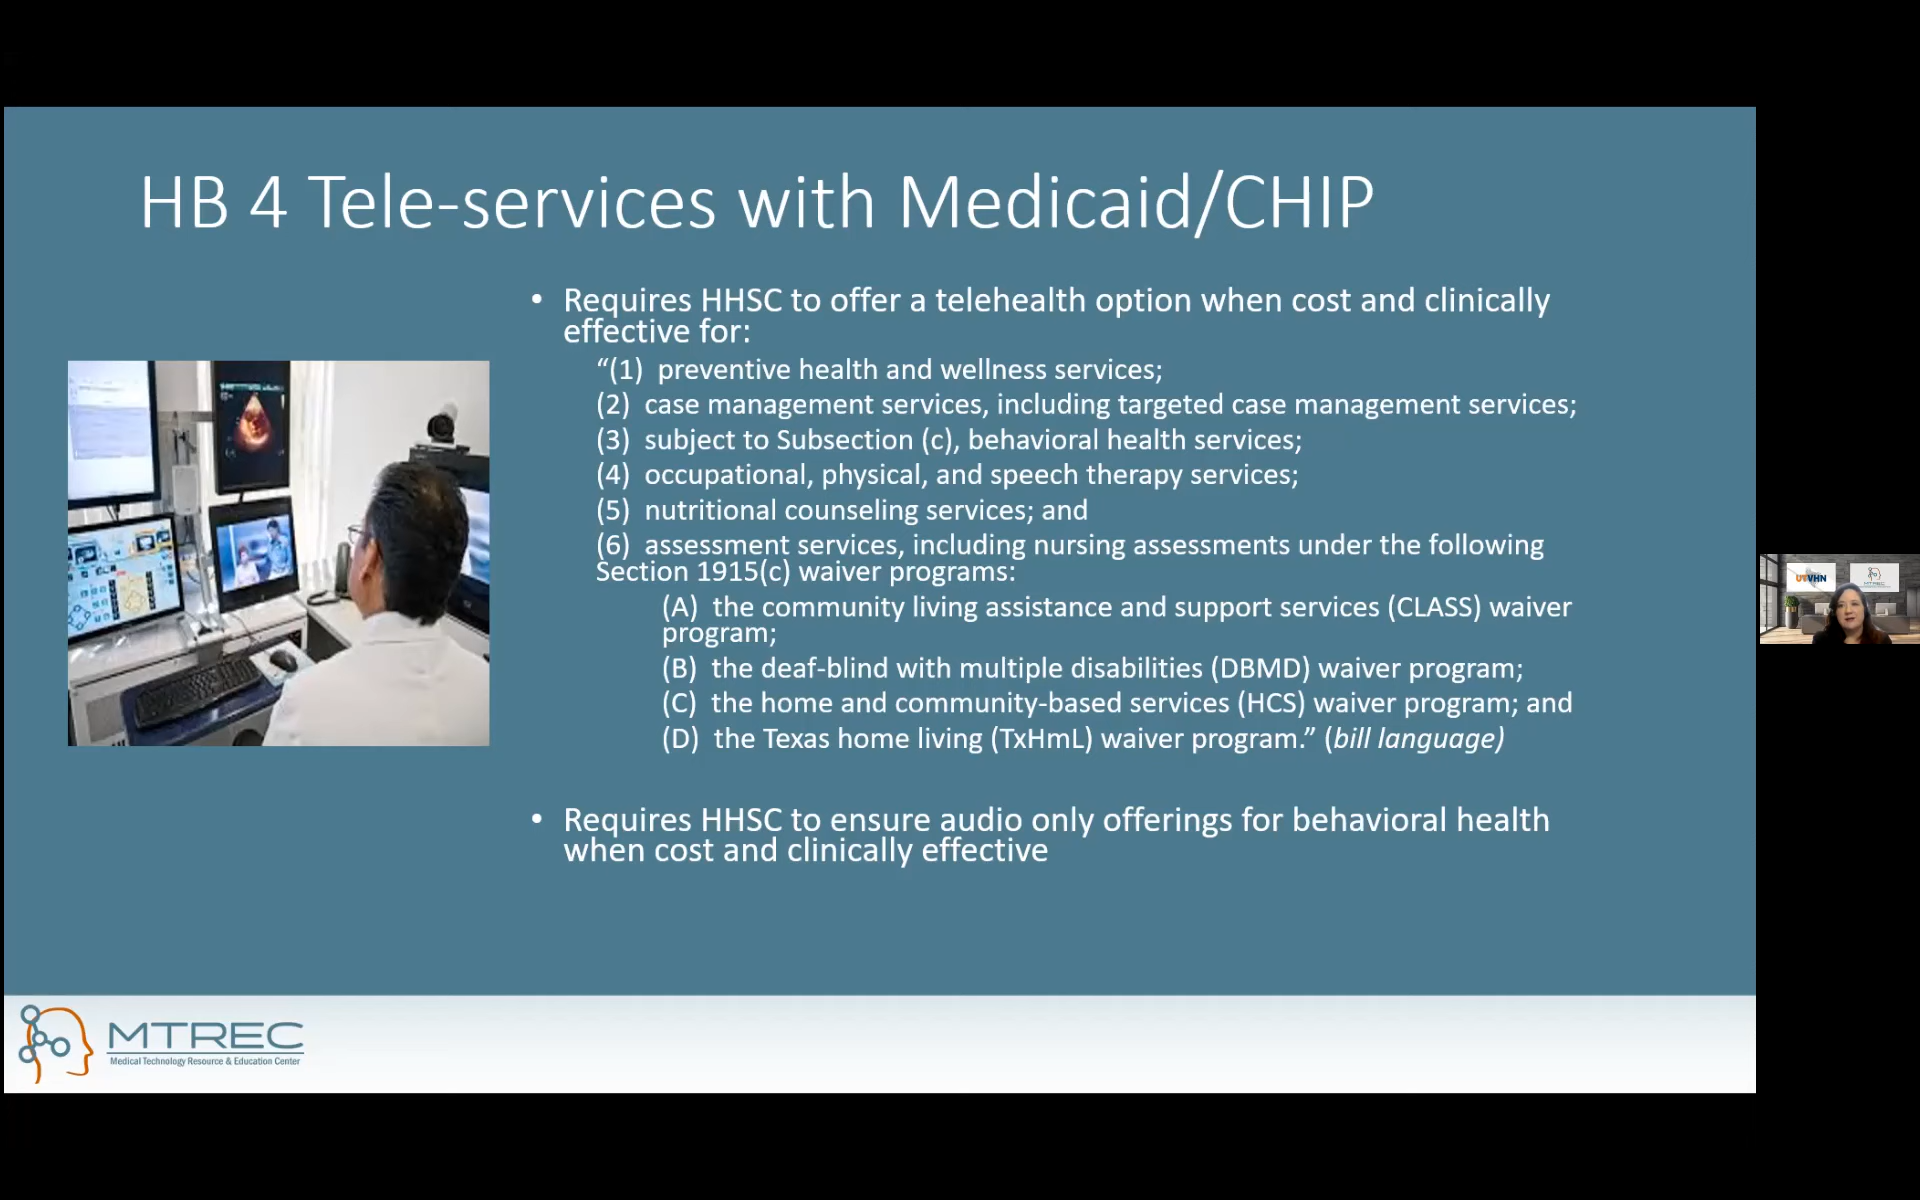 HB 4 Tele-services with Medicaid/CHIP
• Requires HHSC to offer a telehealth option when cost and clinically
effective for:
“(1) preventive health and wellness services;
(2) case management services, including targeted case management services;
(3) subject to Subsection (c), behavioral health services;
(4) occupational, physical, and speech therapy services;
(5) nutritional counseling services; and
(6) assessment services, including nursing assessments under the following
Section 1915(c) waiver programs:
(A) the community living assistance and support services (CLASS) waiver
program;
(B) the deaf-blind with multiple disabilities (DBMD) waiver program;
(C) the home and community-based services (HCS) waiver program; and
(D) the Texas home living (TxHmL) waiver program.” (bill language)
• Requires HHSC to ensure audio only offerings for behavioral health
when cost and clinically effective
UTVHN
MTREC
MTREC
Medical Technology Resource & Education Center